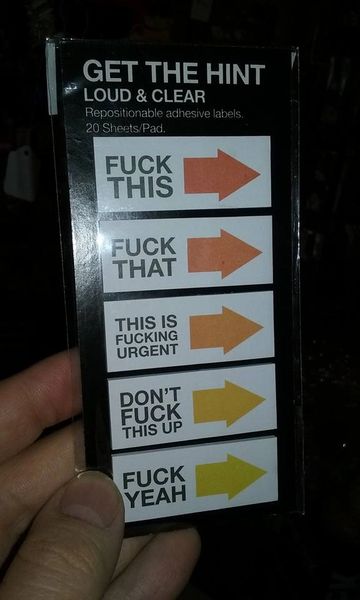 GET THE HINT
LOUD & CLEAR
Repositionable adhesive labels.
20 Sheets/Pad.
FUCK
THIS
FUCK
THAT
THIS IS
FUCKING
URGENT
DON'T
FUCK
THIS UP
FUCK
YEAH